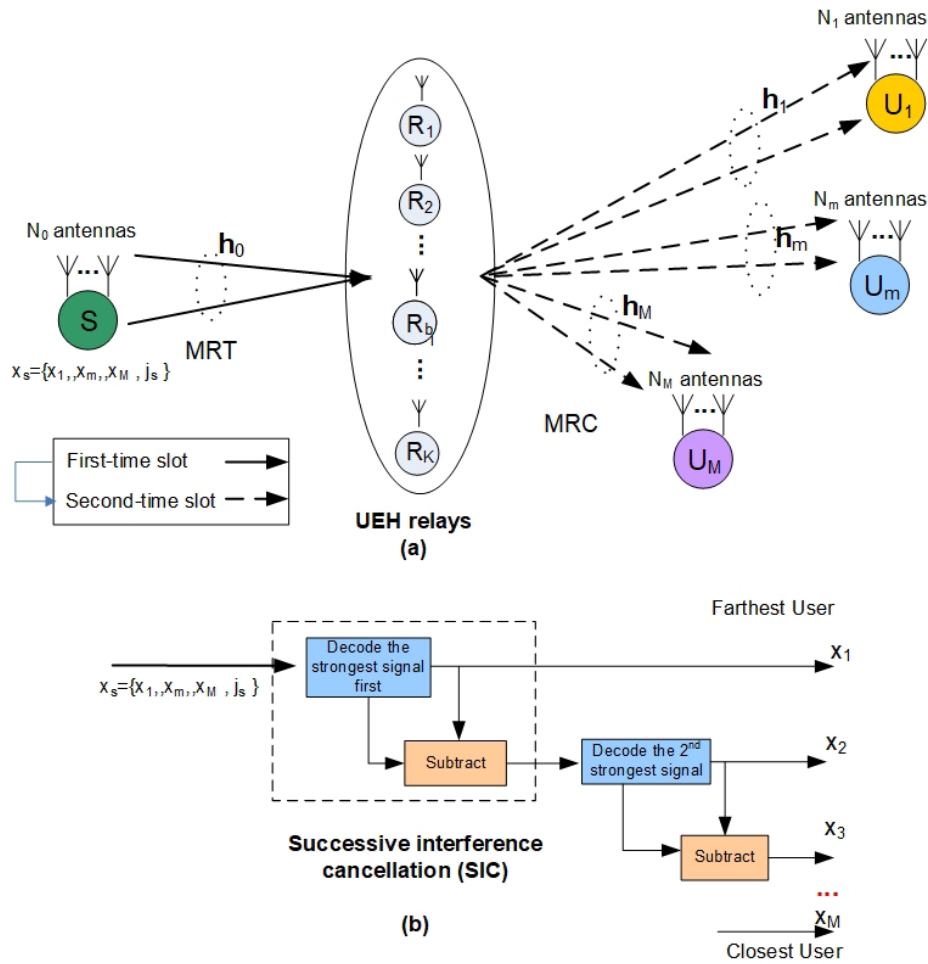 N1 antennas
...
U1
h1
R1
R2
N0 antennas
...
h0
Nm antennas
...
hm
Um
S
MRT
Rb
hM
xs={x1,,xm,,xM , js }
NM antennas
...
MRC
RK
UM
First-time slot
Second-time slot
UEH relays
(a)
Farthest User
Decode the
strongest signal
first
x1
xs={x1,,xm,,xM , js }
Subtract
Decode the 2nd
strongest signal
x2
Successive interference
cancellation (SIC)
Subtract
x3
...
(b)
xM
Closest User